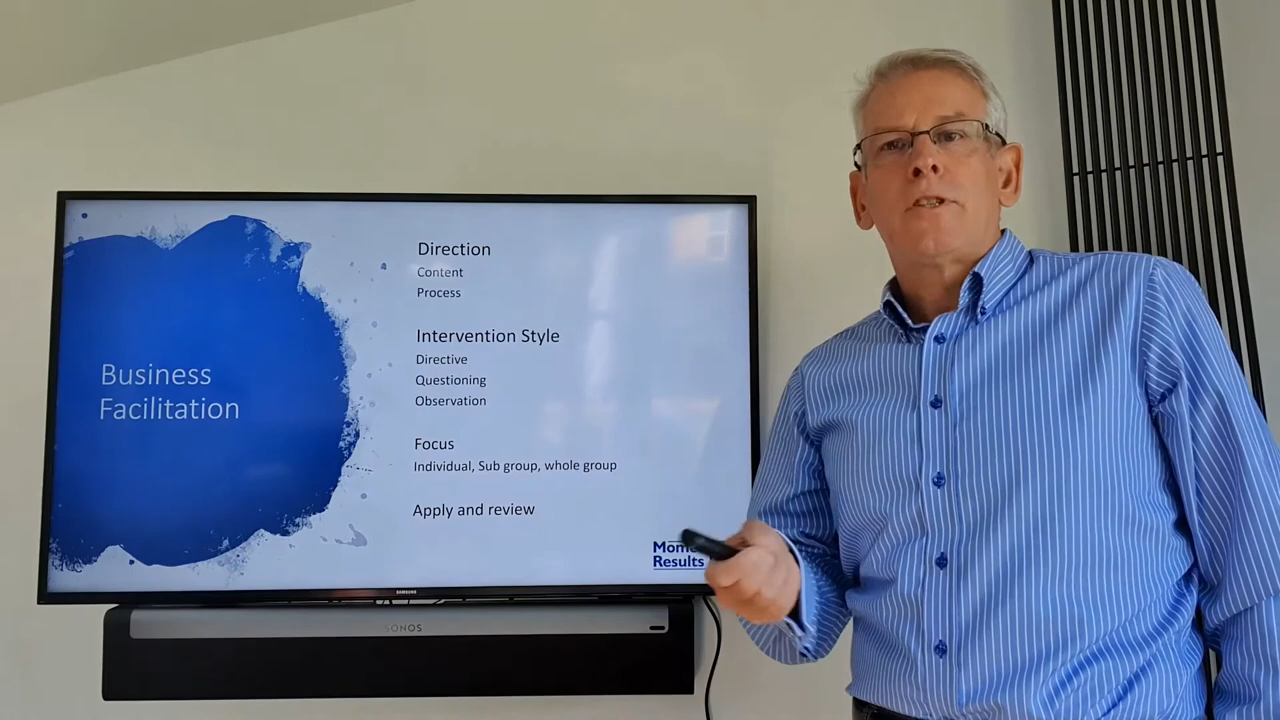 Business
Facilitation
Direction
Content
Process
Intervention Style
Directive
Questioning
Observation
Focus
Individual, Sub group, whole group
Apply and review
Results
SAMSUNG
SONOS